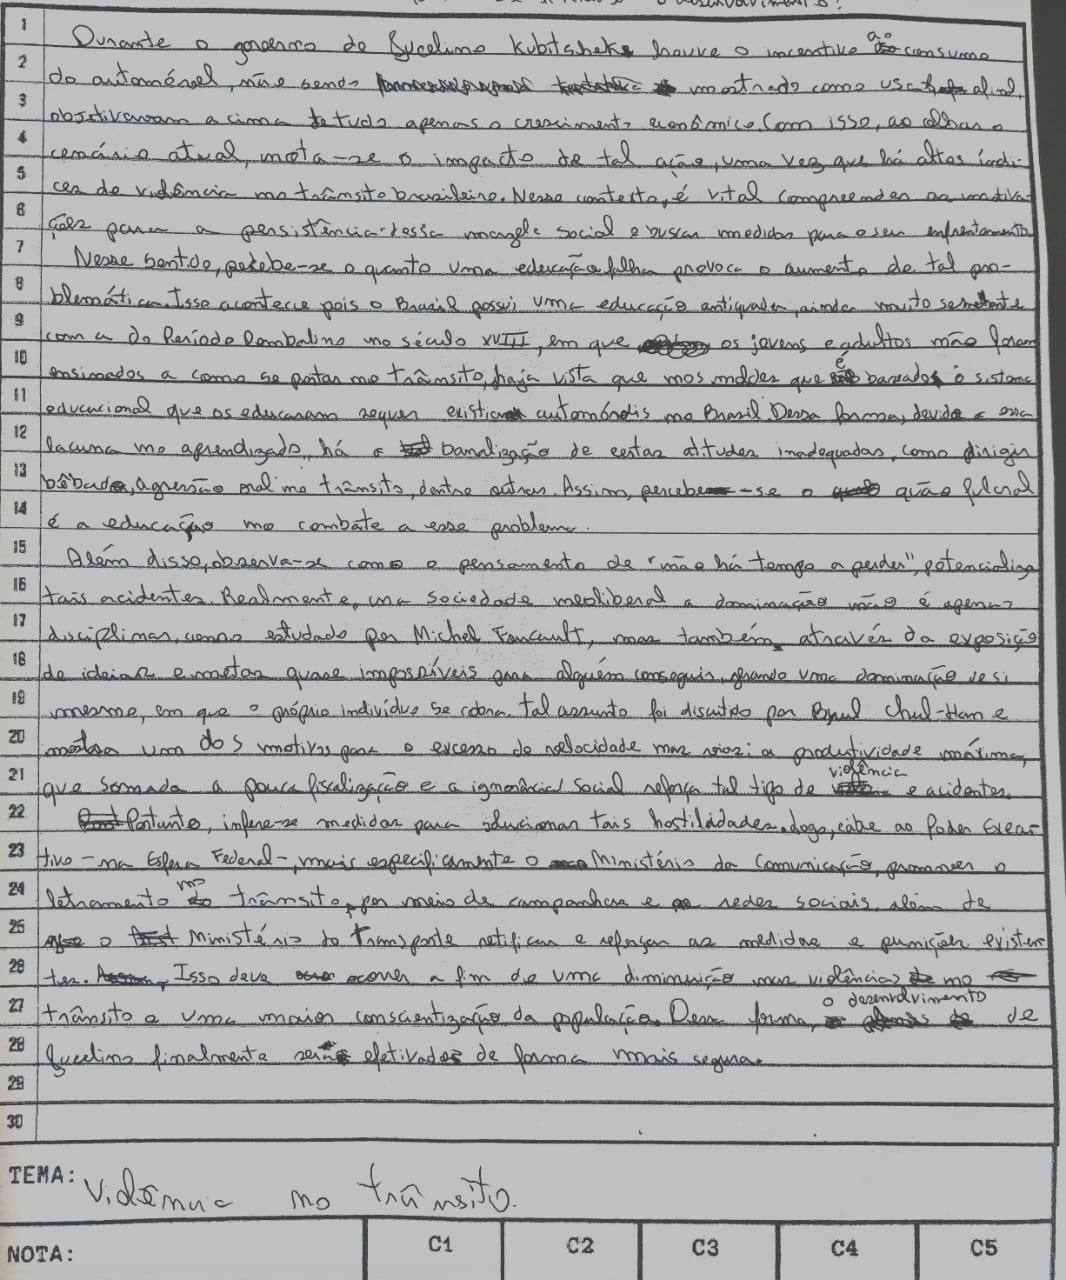 desenvolvimento.
1 Durante o governo de Jucelino Kubitshek houve o incentivo ao consumo
2 do automóvel, não sendo mostrado como usar afinal,
3 objetivavam a cima de tudo apenas o crescimento econômico. Com isso, ao olhar o
4 cenário atual, nota-se o impacto de tal ação, uma vez que há altos índi-
5 ces de violência no trânsito brasileiro. Nesse contexto, é vital compreender as motiva-
6 ções para a persistência dessa mazela social e buscar medidas para o seu enfrentamento
7 Nesse sentido, percebe-se o quanto uma educação falha provoca o aumento de tal pro-
8 blemática. Isso acontece pois o Brasil possui uma educação antiquada, ainda muito
9 com a do Período Pombalino no século XVIII, em que os jovens e adultos não foram
10 ensinados a como se portar no trânsito, haja vista que nos moldes que é baseado o sistema
11 educacional que os educaram sequer existia automóveis no Brasil. Dessa forma, devido a essa
12 lacuna no aprendizado, há a banalização de certas atitudes inadequadas, como dirigir
13 bêbado, agressão oral no trânsito, dentre outras. Assim, percebe-se o quão fulcral
14 é a educação no combate a esse problema.
15 Além disso, observa-se como o pensamento de "não há tempo a perder", potencializa
16 tais acidentes. Realmente, na sociedade neoliberal a dominação não é apenas
17 disciplinar, como estudado por Michel Foucault, mas também, através da exposição
18 de ideias e metas quase impossíveis para alguém conseguir, gerando uma dominação de si
19 mesmo, em que o próprio indivíduo se cobra. Tal assunto foi discutido por Byul Chul-Han e
20 mostra um dos motivos para o excesso de velocidade nas vias: a produtividade máxima,
21 que somada a pouca fiscalização e a ignorância social reforça tal tipo de violência e acidentes.
22 Portanto, infere-se medidas para solucionar tais hostilidades. Logo, cabe ao Poder Execu-
23 tivo - na Esfera Federal -, mais especificamente o Ministério da Comunicação, promover o
24 letramento no trânsito, por meio de campanhas e redes sociais, além de
25 o Ministério do Transporte retificar e reforçar as medidas e punições existen-
26 tes. Isso deve ocorrer a fim de uma diminuição nas violências no
27 trânsito e uma maior conscientização da população. Dessa forma, o desenvolvimento de
28 Jucelino finalmente será efetivado de forma mais segura.
29
30
TEMA: Violência no trânsito.
NOTA: C1 C2 C3 C4 C5